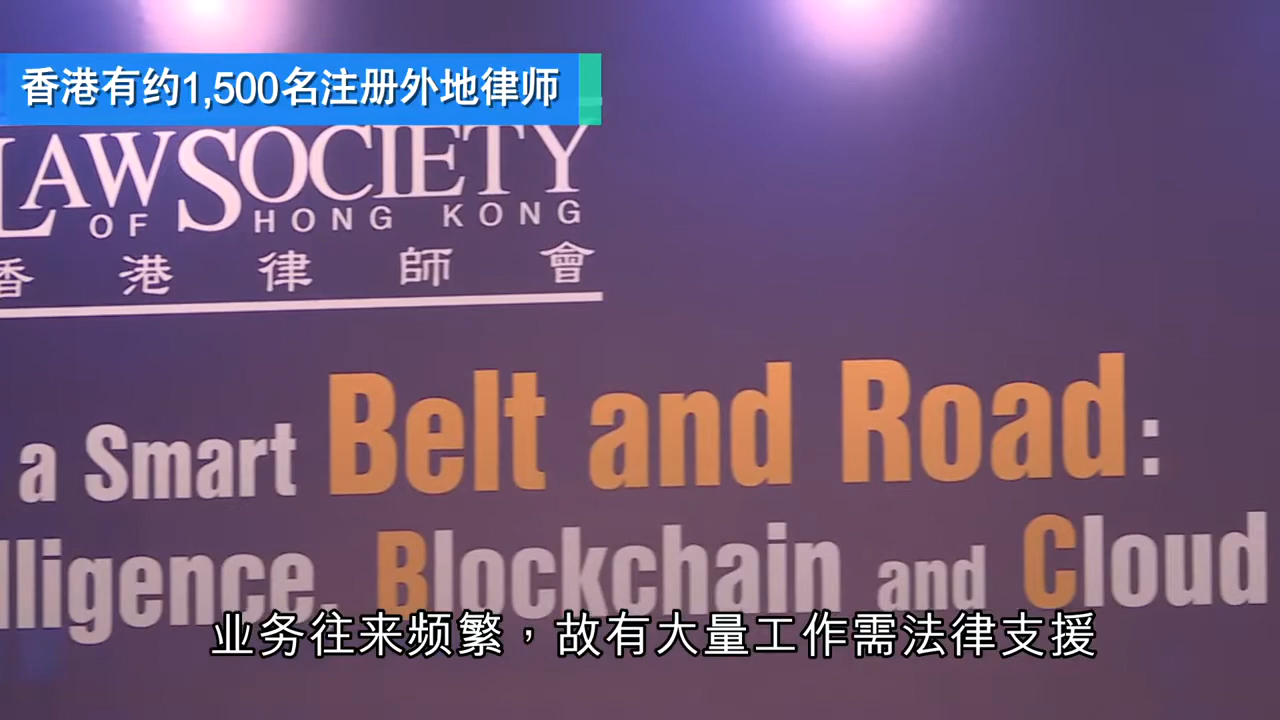 香港有约1,500名注册外地律师
LAW SOCIETY
OF HONG KONG
香港律師會
a Smart Belt and Road:
lligence, Blockchain and Cloud
业务往来频繁，故有大量工作需法律支援